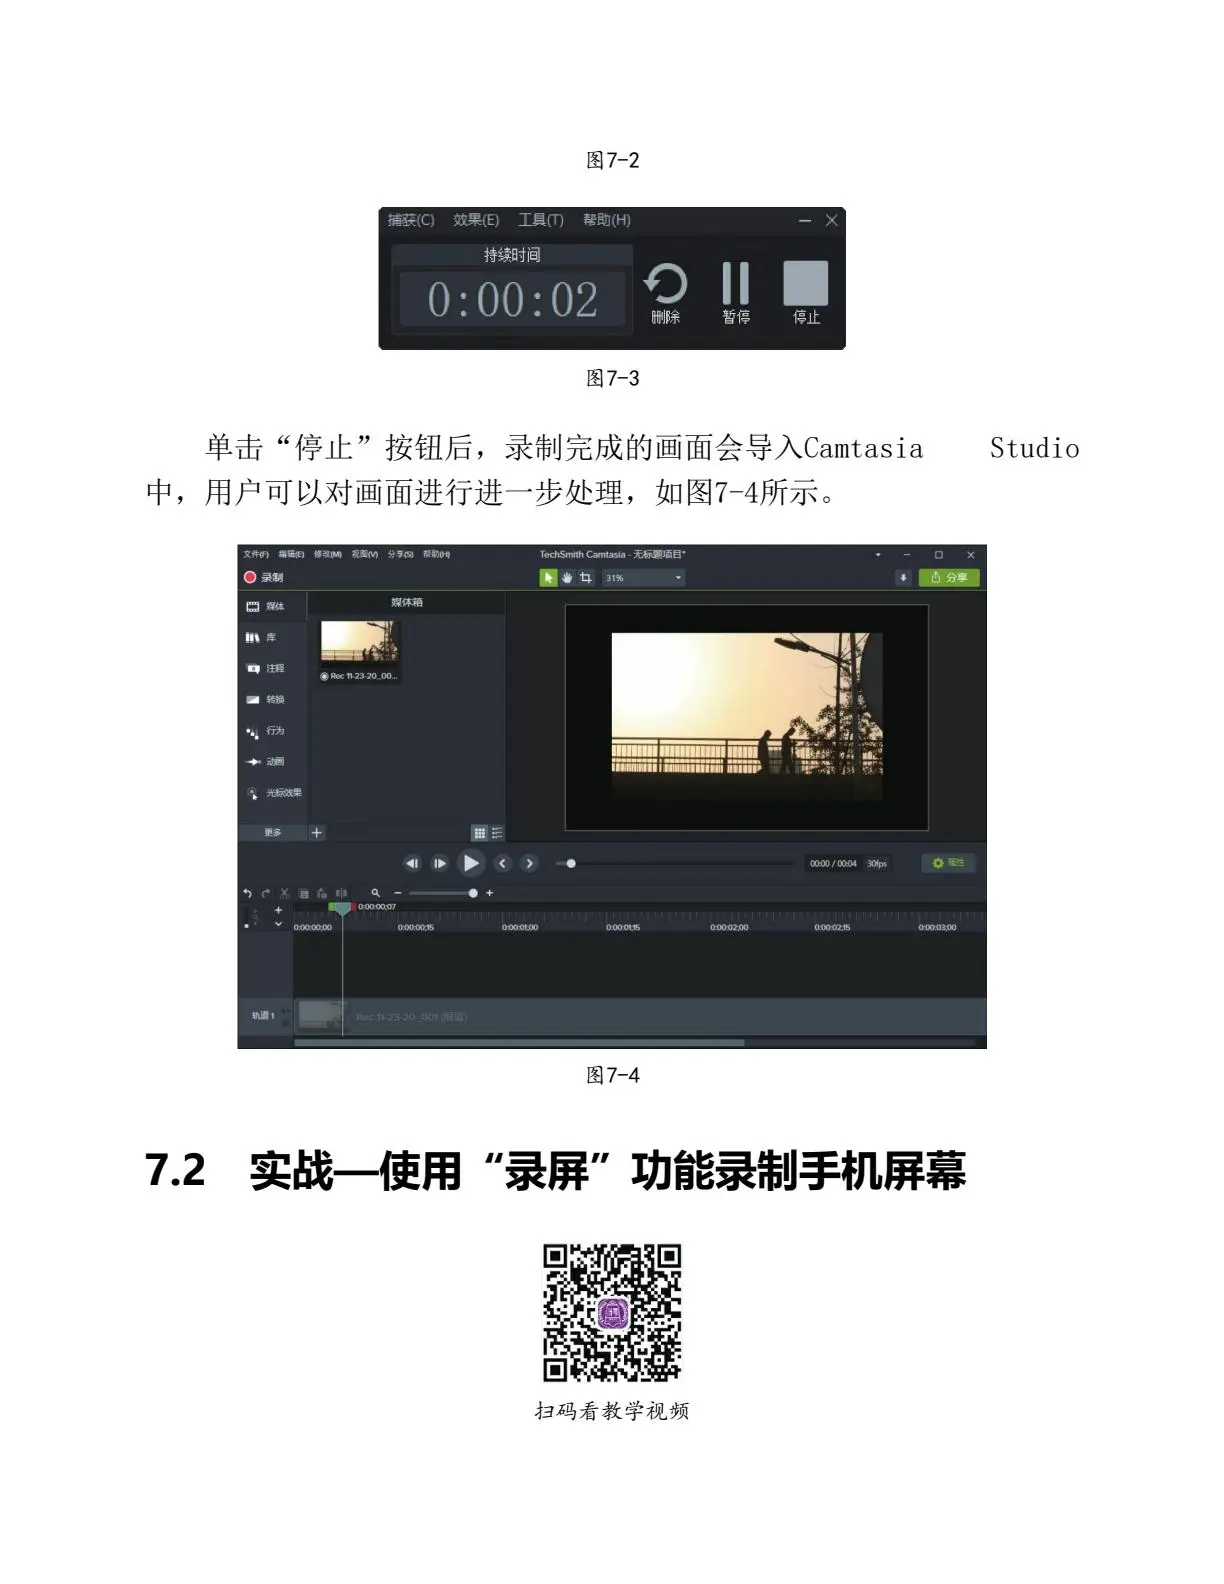 图7-2
捕获(C) 效果(E) 工具(T) 帮助(H)
持续时间
0:00:02
删除 暂停 停止
图7-3
单击“停止”按钮后，录制完成的画面会导入Camtasia Studio
中，用户可以对画面进行进一步处理，如图7-4所示。
文件(F) 编辑(E) 修改(M) 视图(V) 分享(S) 帮助(H) TechSmith Camtasia - 无标题项目*
录制 31% 分享
媒体 媒体箱
库
注释
Rec 11-23-20_00...
转换
行为
动画
光标效果
更多
00:00 / 00:04 30fps 属性
0:00:00;07
0:00:00;00 0:00:00;15 0:00:01;00 0:00:01;15 0:00:02;00 0:00:02;15 0:00:03;00
轨道 1 Rec 11-23-20_001 (屏幕)
图7-4
7.2 实战—使用“录屏”功能录制手机屏幕
扫码看教学视频